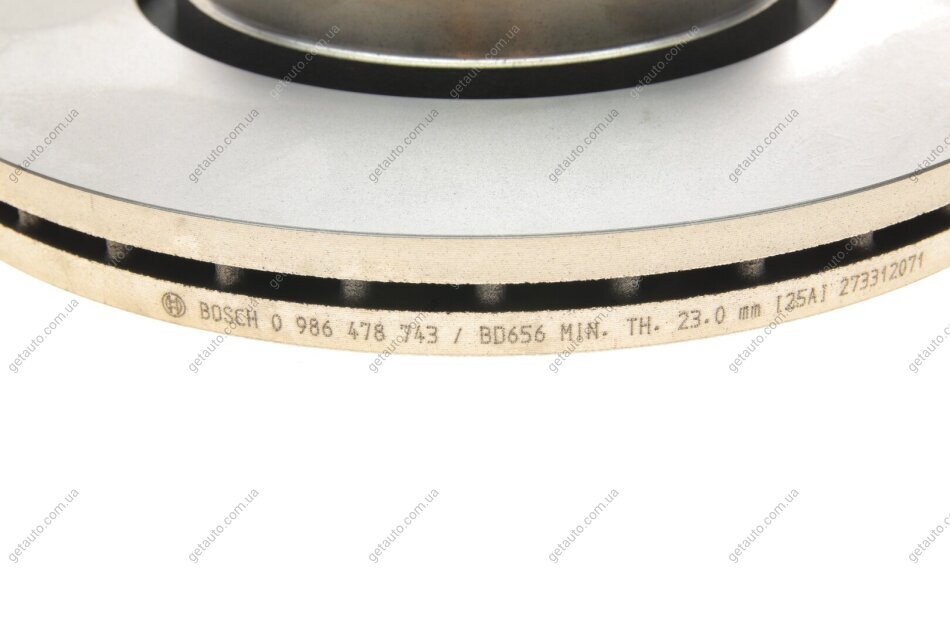 BOSCH 0 986 478 743 / BD656 MIN. TH. 23.0 mm [25A] 273312071
getauto.com.ua